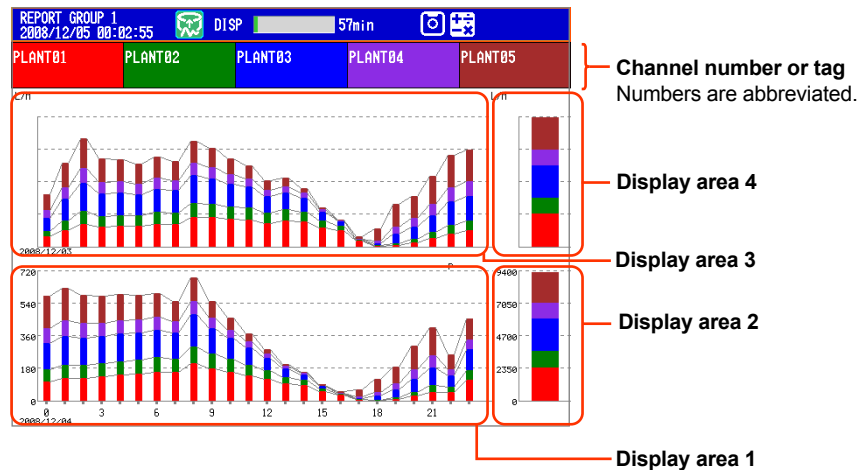 REPORT GROUP 1
2008/12/05 00:02:55
DISP
57min
PLANT01
PLANT02
PLANT03
PLANT04
PLANT05
Channel number or tag
Numbers are abbreviated.
L/h
L/h
Display area 4
2008/12/03
Display area 3
720
540
360
180
0
P
9400
7050
4700
2350
0
Display area 2
0 3 6 9 12 15 18 21
2008/12/04
Display area 1